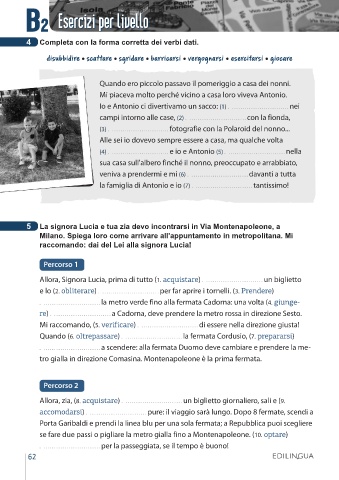 Isola
Porta
Ponte
Fabriciano
B2 Esercizi per livello
4 Completa con la forma corretta dei verbi dati.
disubbidire • scattare • sgridare • barricarsi • vergognarsi • esercitarsi • giocare
Quando ero piccolo passavo il pomeriggio a casa dei nonni.
Mi piaceva molto perché vicino a casa loro viveva Antonio.
Io e Antonio ci divertivamo un sacco: (1) .............................. nei
campi intorno alle case, (2) .............................. con la fionda,
(3) .............................. fotografie con la Polaroid del nonno...
Alle sei io dovevo sempre essere a casa, ma qualche volta
(4) .............................. e io e Antonio (5) .............................. nella
sua casa sull'albero finché il nonno, preoccupato e arrabbiato,
veniva a prendermi e mi (6) .............................. davanti a tutta
la famiglia di Antonio e io (7) .............................. tantissimo!
5 La signora Lucia e tua zia devo incontrarsi in Via Montenapoleone, a
Milano. Spiega loro come arrivare all'appuntamento in metropolitana. Mi
raccomando: dai del Lei alla signora Lucia!
Percorso 1
Allora, Signora Lucia, prima di tutto (1. acquistare) .............................. un biglietto
e lo (2. obliterare) .............................. per far aprire i tornelli. (3. Prendere)
.............................. la metro verde fino alla fermata Cadorna: una volta (4. giunge-
re) .............................. a Cadorna, deve prendere la metro rossa in direzione Sesto.
Mi raccomando, (5. verificare) .............................. di essere nella direzione giusta!
Quando (6. oltrepassare) .............................. la fermata Cordusio, (7. prepararsi)
.............................. a scendere: alla fermata Duomo deve cambiare e prendere la me-
tro gialla in direzione Comasina. Montenapoleone è la prima fermata.
Percorso 2
Allora, zia, (8. acquistare) .............................. un biglietto giornaliero, sali e (9.
accomodarsi) .............................. pure: il viaggio sarà lungo. Dopo 8 fermate, scendi a
Porta Garibaldi e prendi la linea blu per una sola fermata; a Repubblica puoi scegliere
se fare due passi o pigliare la metro gialla fino a Montenapoleone. (10. optare)
.............................. per la passeggiata, se il tempo è buono!
62
EDILINGUA